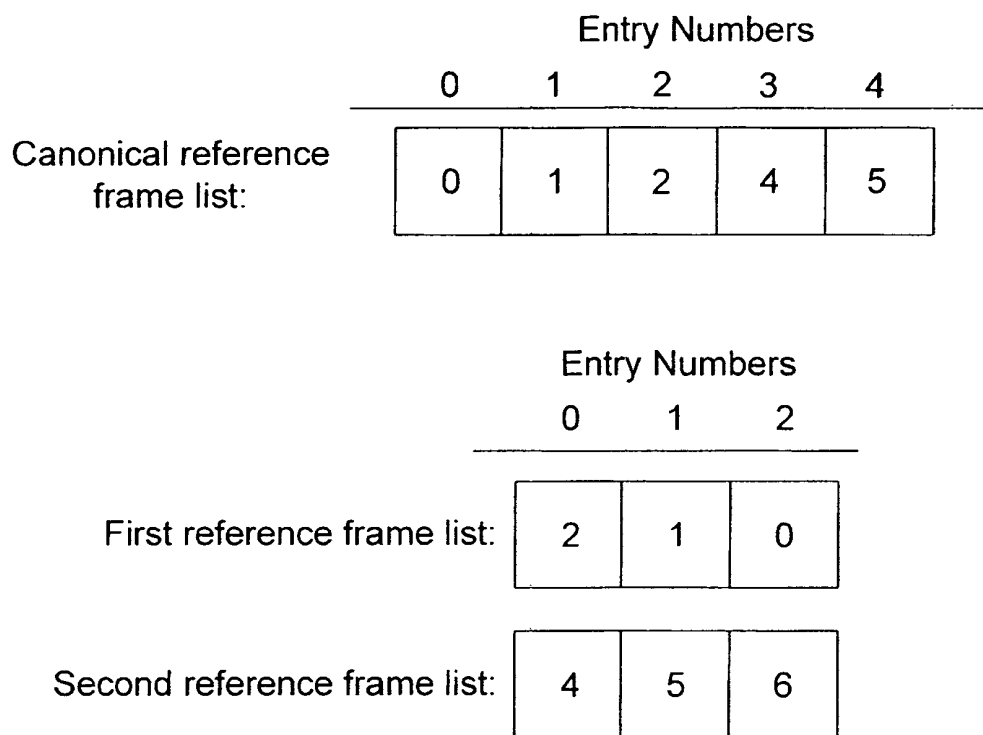 Entry Numbers
0 1 2 3 4
Canonical reference
frame list:
0 1 2 4 5
Entry Numbers
0 1 2
First reference frame list: 2 1 0
Second reference frame list: 4 5 6